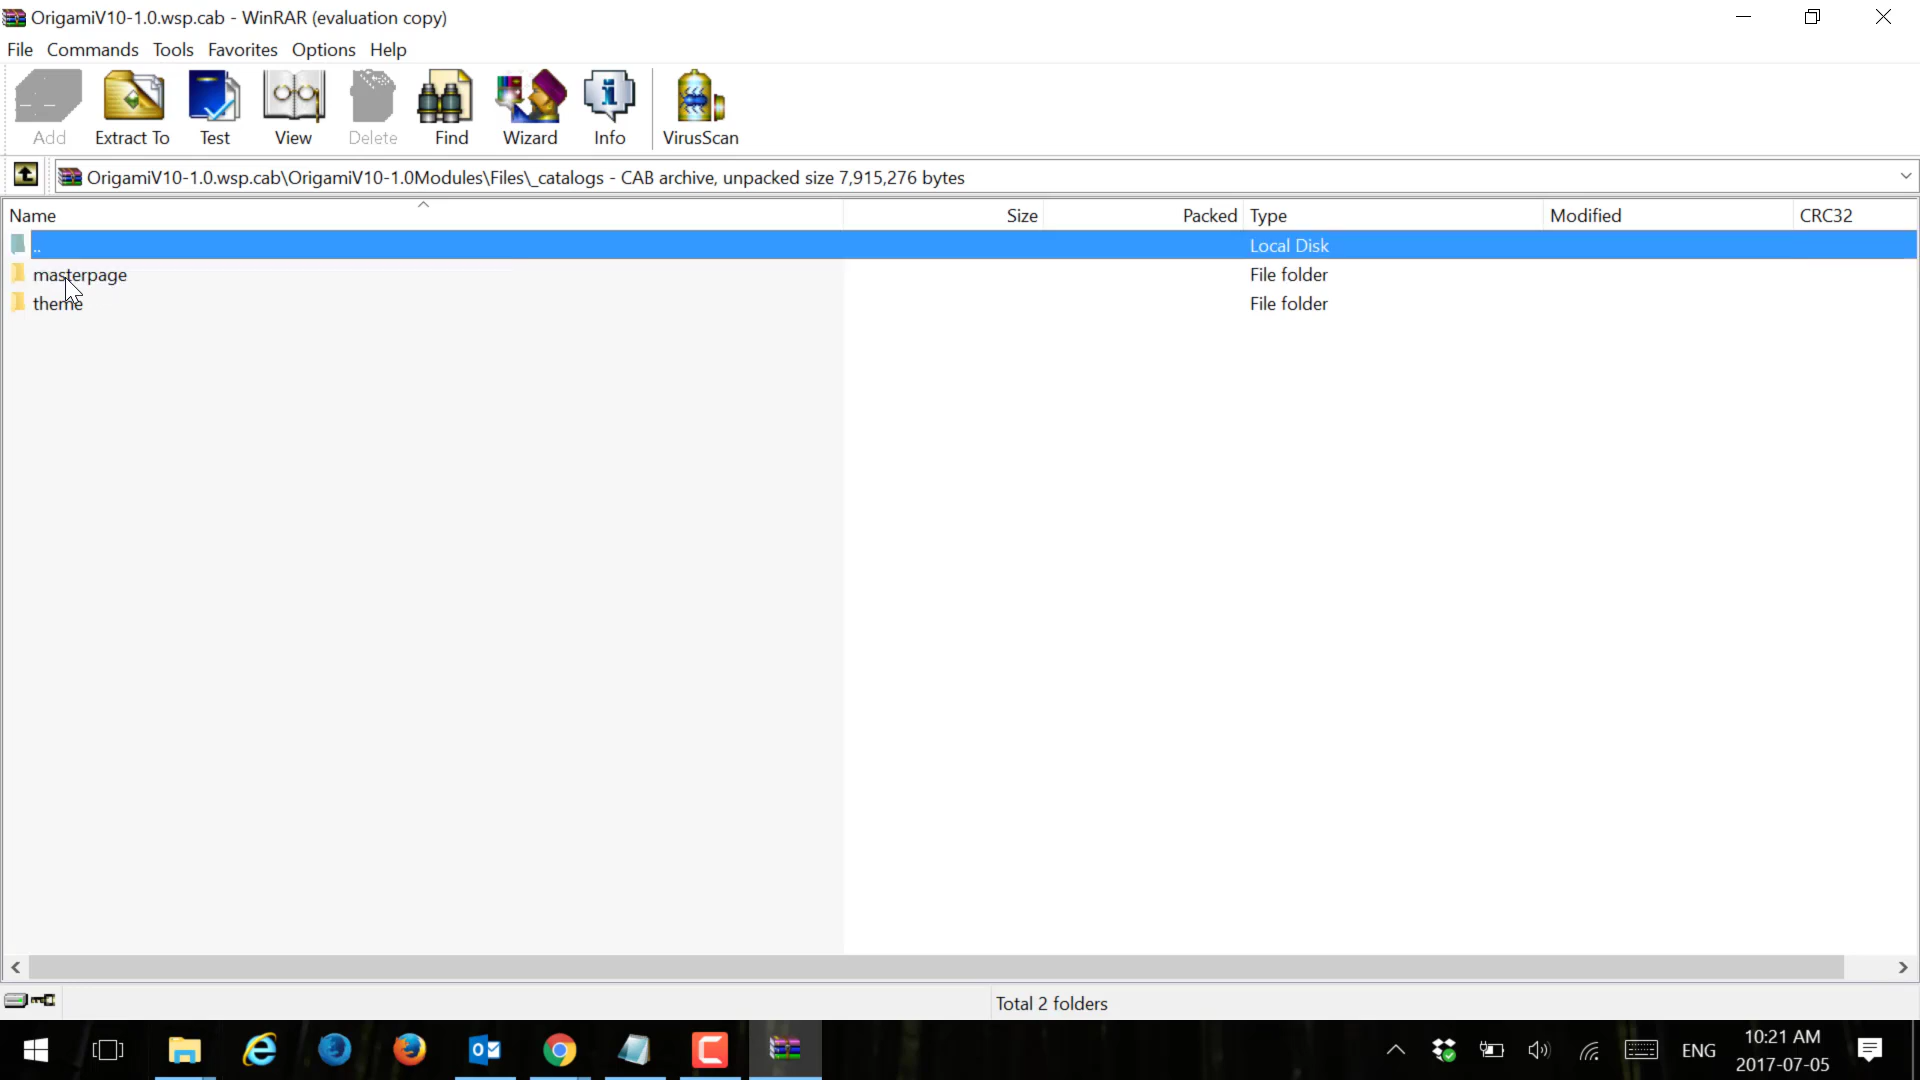 OrigamiV10-1.0.wsp.cab - WinRAR (evaluation copy)
File Commands Tools Favorites Options Help
Add Extract To Test View Delete Find Wizard Info VirusScan
OrigamiV10-1.0.wsp.cab\OrigamiV10-1.0Modules\Files\_catalogs - CAB archive, unpacked size 7,915,276 bytes
Name Size Packed Type Modified CRC32
.. Local Disk
masterpage File folder
theme File folder
Total 2 folders
ENG 10:21 AM
2017-07-05